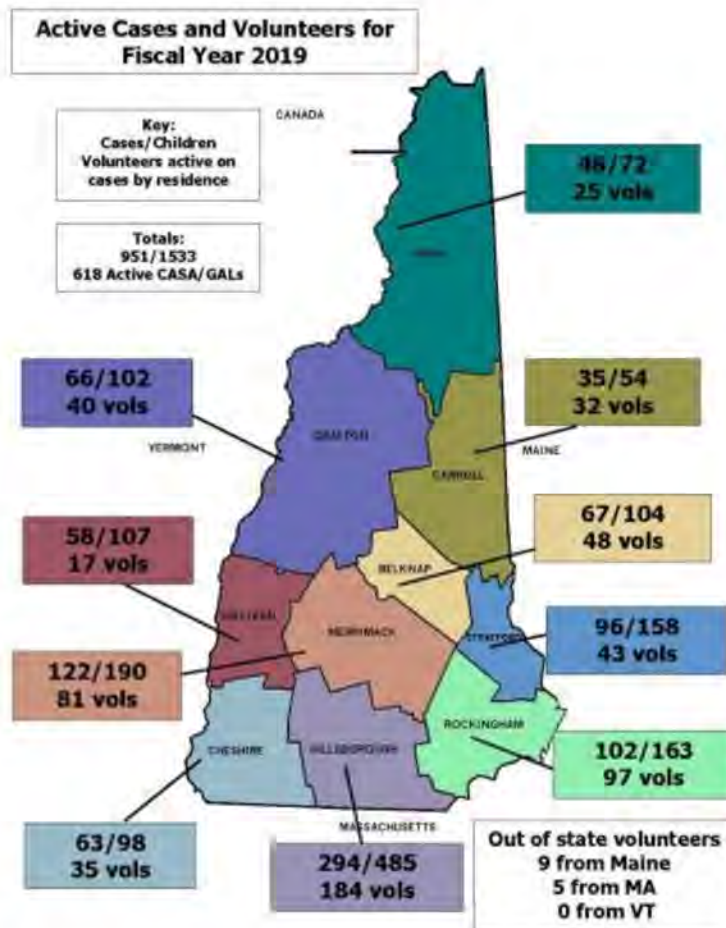 Active Cases and Volunteers for
Fiscal Year 2019
CANADA
Key:
Cases/Children
Volunteers active on
cases by residence
48/72
25 vols
Totals:
951/1533
618 Active CASA/GALs
66/102
40 vols
35/54
32 vols
GRAFTON
VERMONT
MAINE
CARROLL
58/107
17 vols
67/104
48 vols
BELKNAP
SULLIVAN
MERRIMACK
STRAFFORD
96/158
43 vols
122/190
81 vols
CHESHIRE
HILLSBOROUGH
ROCKINGHAM
102/163
97 vols
MASSACHUSETTS
63/98
35 vols
294/485
184 vols
Out of state volunteers
9 from Maine
5 from MA
0 from VT